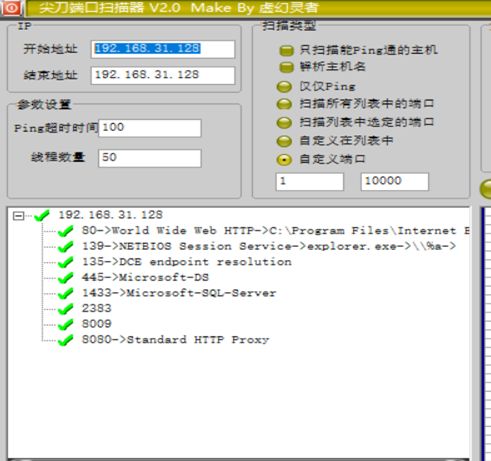 尖刀端口扫描器 V2.0 Make By 虚幻灵者
IP
开始地址 192.168.31.128
结束地址 192.168.31.128
参数设置
Ping超时时间 100
线程数量 50
扫描类型
只扫描能Ping通的主机
解析主机名
仅仅Ping
扫描所有列表中的端口
扫描列表中选定的端口
自定义在列表中
自定义端口
1 10000
192.168.31.128
80->World Wide Web HTTP->C:\Program Files\Internet E
139->NETBIOS Session Service->explorer.exe->\\%a->
135->DCE endpoint resolution
445->Microsoft-DS
1433->Microsoft-SQL-Server
2383
8009
8080->Standard HTTP Proxy